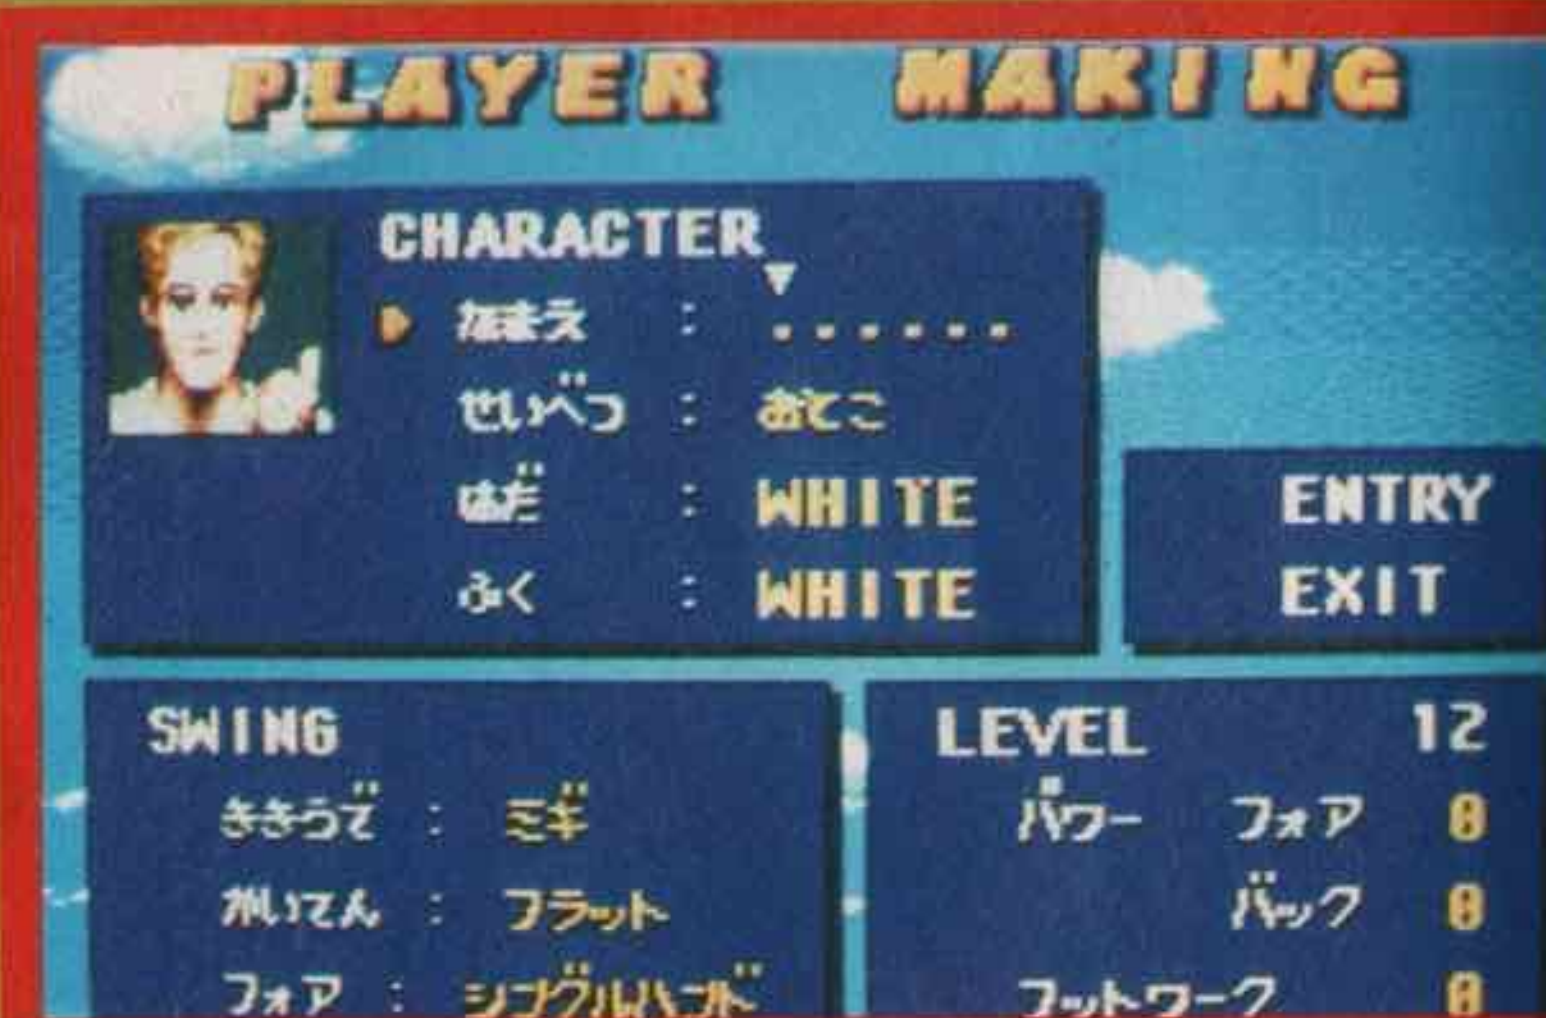 PLAYER MAKING
CHARACTER
なまえ : ......
せいべつ : おとこ
はだ : WHITE
ふく : WHITE
ENTRY
EXIT
SWING
ききうで : ミギ
かいてん : フラット
フォア : シングルハンド
LEVEL 12
パワー フォア 0
バック 0
フットワーク 0